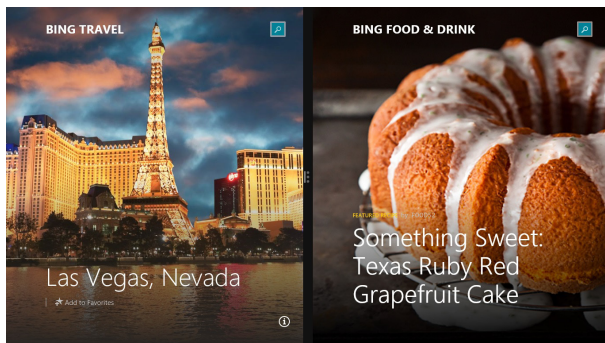 BING TRAVEL
Las Vegas, Nevada
Add to Favorites
BING FOOD & DRINK
Something Sweet:
Texas Ruby Red
Grapefruit Cake